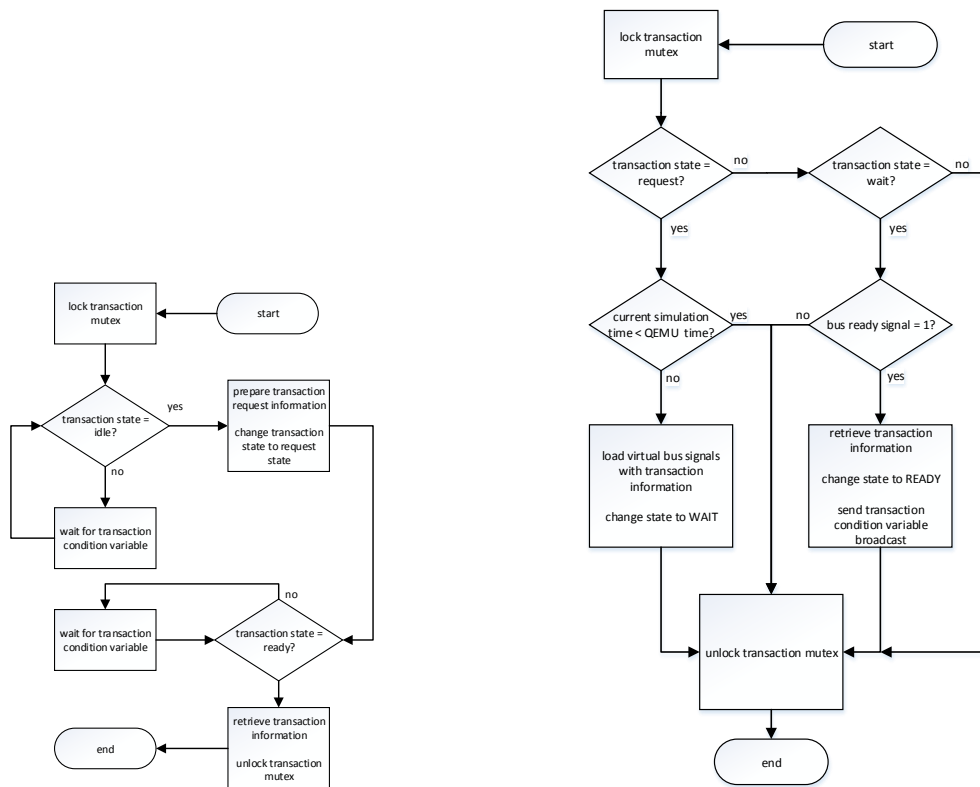 lock transaction
mutex
start
transaction state =
idle?
yes
no
prepare transaction
request information
change transaction
state to request
state
wait for transaction
condition variable
no
wait for transaction
condition variable
transaction state =
ready?
retrieve transaction
information
unlock transaction
mutex
end
lock transaction
mutex
start
transaction state =
request?
no
transaction state =
wait?
no
yes
yes
current simulation
time < QEMU time?
yes
no
bus ready signal = 1?
no
yes
load virtual bus signals
with transaction
information
change state to WAIT
retrieve transaction
information
change state to READY
send transaction
condition variable
broadcast
unlock transaction mutex
end